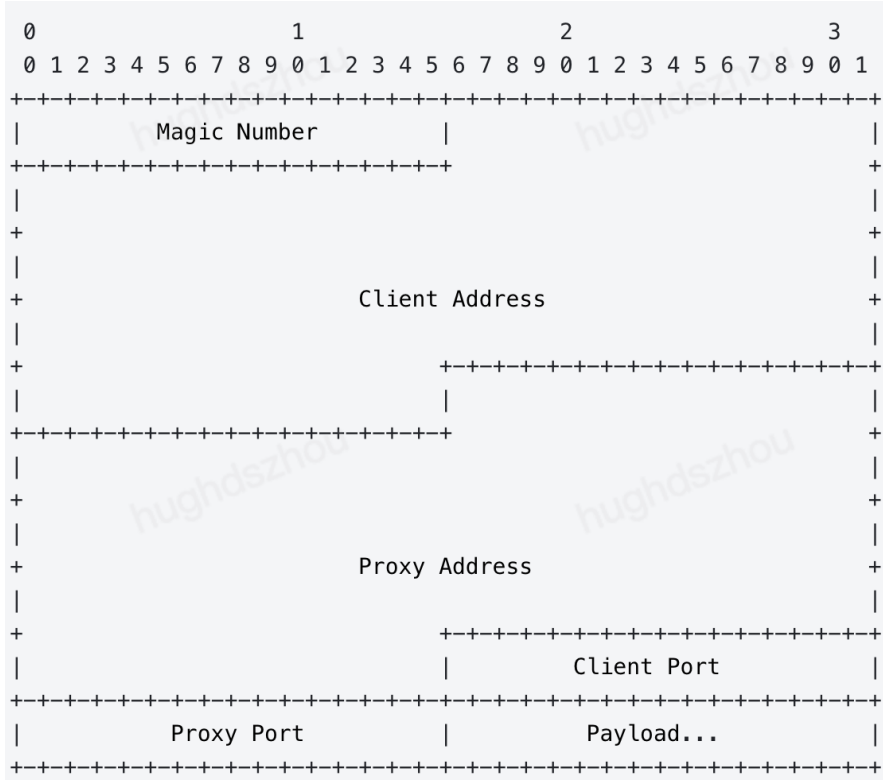 0                   1                   2                   3
0 1 2 3 4 5 6 7 8 9 0 1 2 3 4 5 6 7 8 9 0 1 2 3 4 5 6 7 8 9 0 1
Magic Number
Client Address
Proxy Address
Client Port
Proxy Port Payload...
hughdszhou
hughdszhou
hughdszhou
hughdszhou